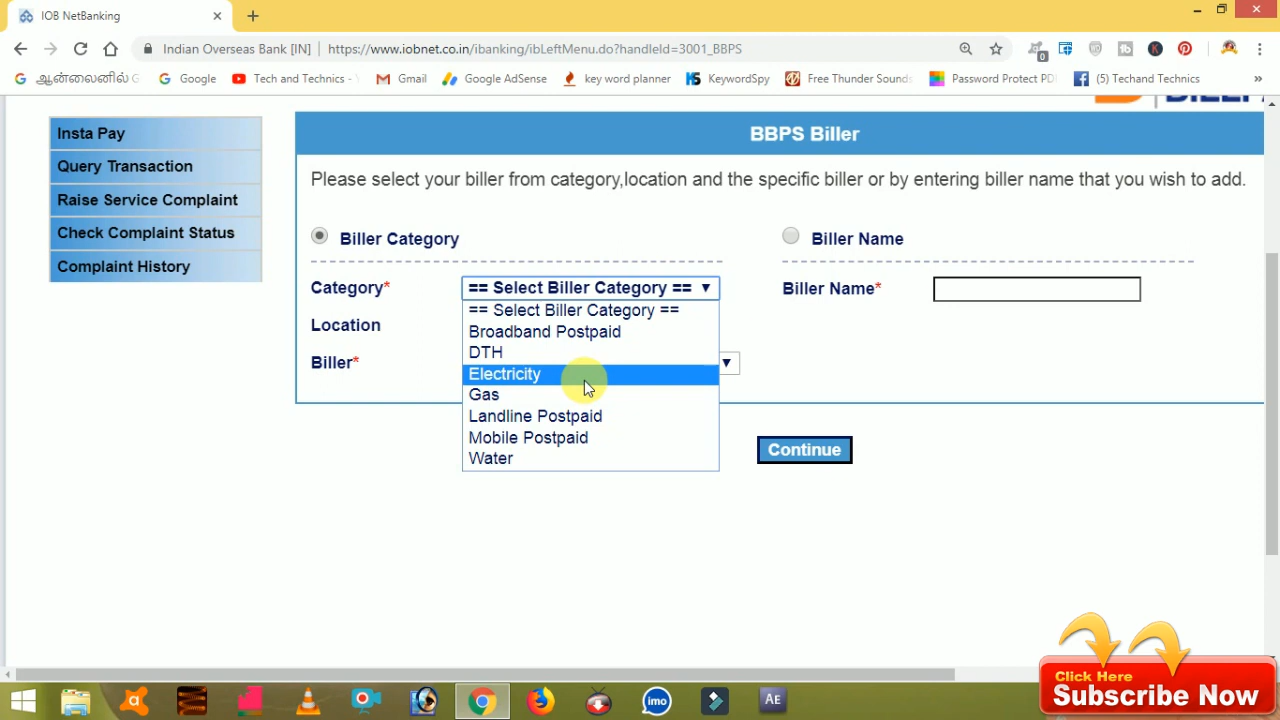 IOB NetBanking
Indian Overseas Bank [IN] | https://www.iobnet.co.in/ibanking/ibLeftMenu.do?handleId=3001_BBPS
ஆன்லைனில் G
Google
Tech and Technics -
Gmail
Google AdSense
key word planner
KeywordSpy
Free Thunder Sounds
Password Protect PD
(5) Techand Technics
»
Insta Pay
Query Transaction
Raise Service Complaint
Check Complaint Status
Complaint History
BBPS Biller
Please select your biller from category,location and the specific biller or by entering biller name that you wish to add.
Biller Category
Biller Name
Category*
== Select Biller Category ==
Biller Name*
== Select Biller Category ==
Location
Broadband Postpaid
DTH
Biller*
Electricity
Gas
Landline Postpaid
Mobile Postpaid
Water
Continue
imo
AE
Click Here
Subscribe Now